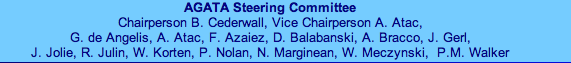 AGATA Steering Committee
Chairperson B. Cederwall, Vice Chairperson A. Atac,
G. de Angelis, A. Atac, F. Azaiez, D. Balabanski, A. Bracco, J. Gerl,
J. Jolie, R. Julin, W. Korten, P. Nolan, N. Marginean, W. Meczynski, P.M. Walker